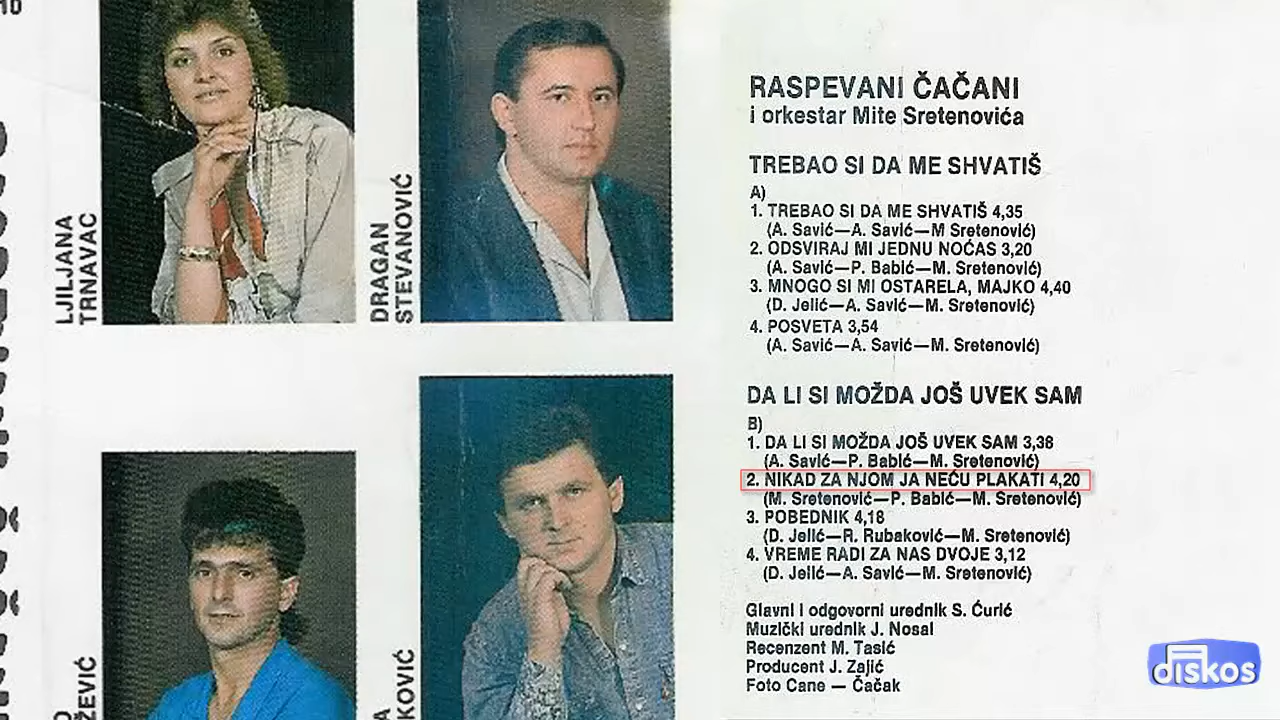 10
LJILJANA
TRNAVAC
DRAGAN
STEVANOVIĆ
RASPEVANI ČAČANI
i orkestar Mite Sretenovića
TREBAO SI DA ME SHVATIŠ
A)
1. TREBAO SI DA ME SHVATIŠ 4,35
(A. Savić—A. Savić—M Sretenović)
2. ODSVIRAJ MI JEDNU NOĆAS 3,20
(A. Savić—P. Babić—M. Sretenović)
3. MNOGO SI MI OSTARELA, MAJKO 4,40
(D. Jelić—A. Savić—M. Sretenović)
4. POSVETA 3,54
(A. Savić—A. Savić—M. Sretenović)
DA LI SI MOŽDA JOŠ UVEK SAM
B)
1. DA LI SI MOŽDA JOŠ UVEK SAM 3,38
(A. Savić—P. Babić—M. Sretenović)
2. NIKAD ZA NJOM JA NEĆU PLAKATI 4,20
(M. Sretenović—P. Babić—M. Sretenović)
3. POBEDNIK 4,18
(D. Jelić—R. Rubaković—M. Sretenović)
4. VREME RADI ZA NAS DVOJE 3,12
(D. Jelić—A. Savić—M. Sretenović)
Glavni i odgovorni urednik S. Ćurić
Muzički urednik J. Nosal
Recenzent M. Tasić
Producent J. Zajić
Foto Cane — Čačak
diskos